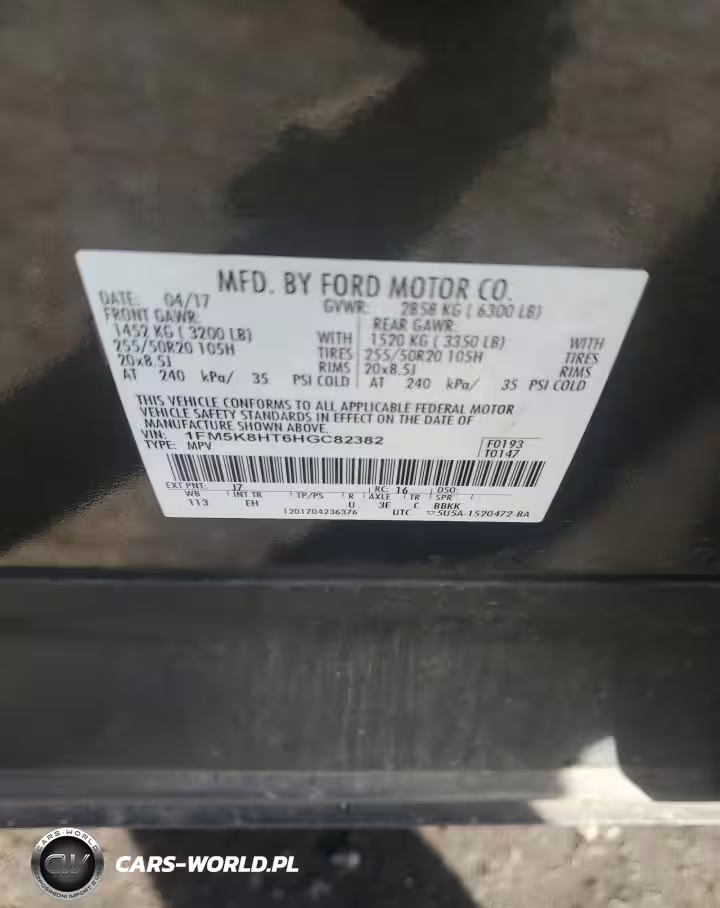 MFD. BY FORD MOTOR CO.
DATE: 04/17 GVWR: 2858 KG ( 6300 LB)
FRONT GAWR: REAR GAWR:
1452 KG ( 3200 LB) WITH 1520 KG ( 3350 LB) WITH
255/50R20 105H TIRES 255/50R20 105H TIRES
20x8.5J RIMS 20x8.5J RIMS
AT 240 kPa/ 35 PSI COLD AT 240 kPa/ 35 PSI COLD
THIS VEHICLE CONFORMS TO ALL APPLICABLE FEDERAL MOTOR
VEHICLE SAFETY STANDARDS IN EFFECT ON THE DATE OF
MANUFACTURE SHOWN ABOVE.
VIN: 1FM5K8HT6HGC82382 F0193
TYPE: MPV T0147
EXT PNT: J7 RC: 16 DSO:
WB INT TR TP/PS R AXLE TR SPR
113 EH U 3E C BBKK
1201704236376 UTC 5U5A-1520472-BA
CARS-WORLD
CW
CARS-WORLD.PL